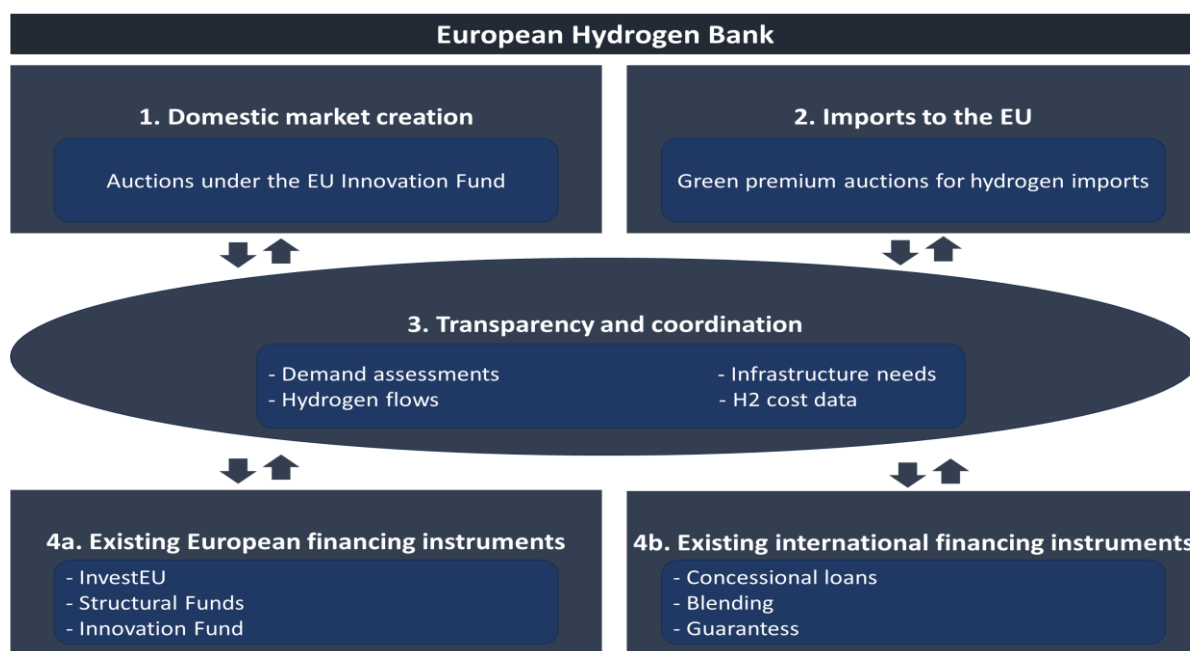 European Hydrogen Bank
1. Domestic market creation
Auctions under the EU Innovation Fund
2. Imports to the EU
Green premium auctions for hydrogen imports
3. Transparency and coordination
- Demand assessments
- Hydrogen flows
- Infrastructure needs
- H2 cost data
4a. Existing European financing instruments
- InvestEU
- Structural Funds
- Innovation Fund
4b. Existing international financing instruments
- Concessional loans
- Blending
- Guarantess